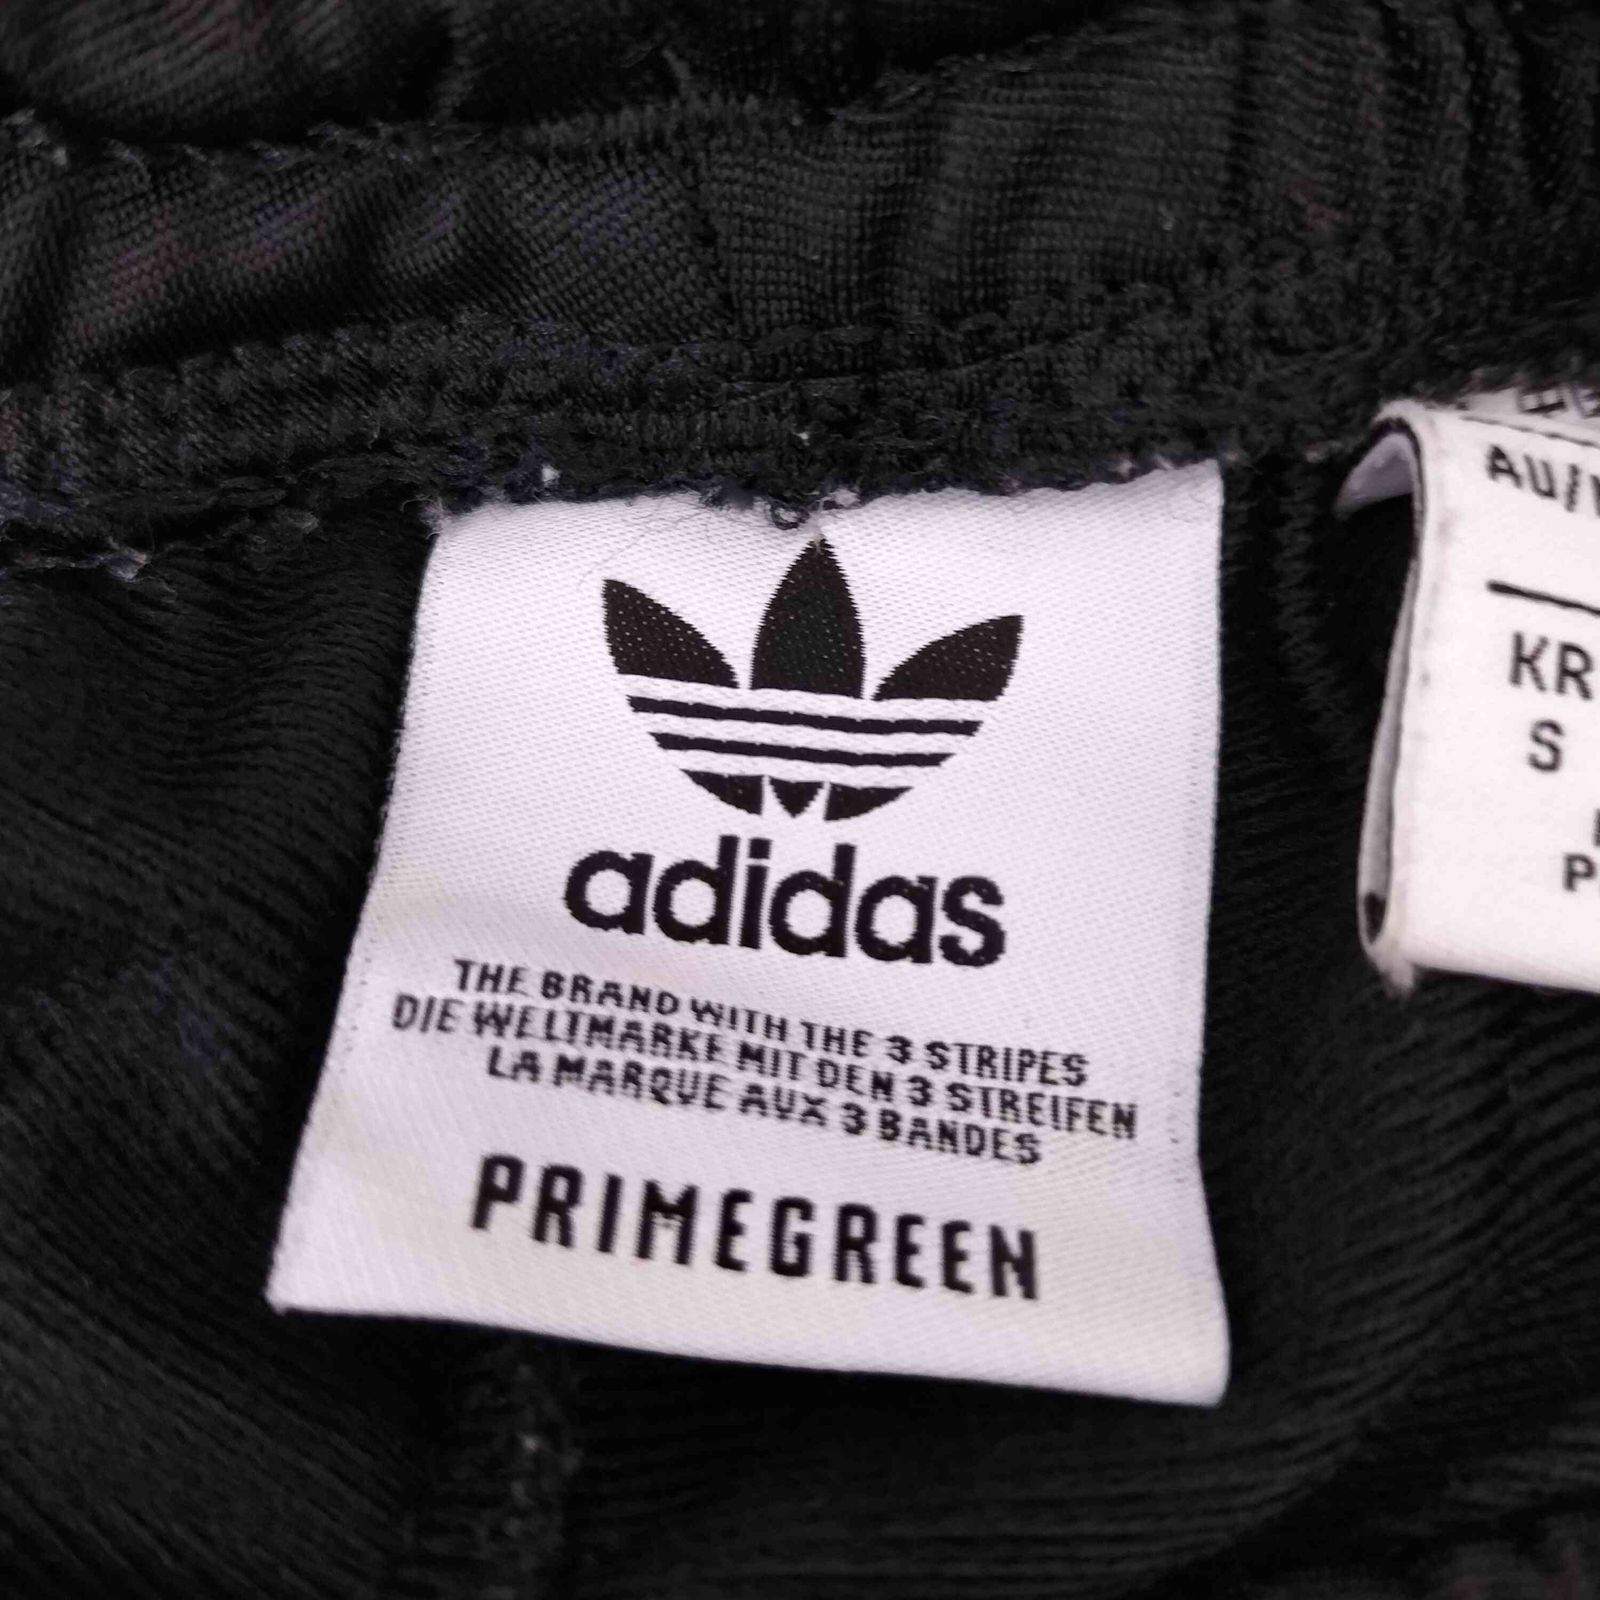 adidas
THE BRAND WITH THE 3 STRIPES
DIE WELTMARKE MIT DEN 3 STREIFEN
LA MARQUE AUX 3 BANDES
PRIMEGREEN
AU/
KR
S